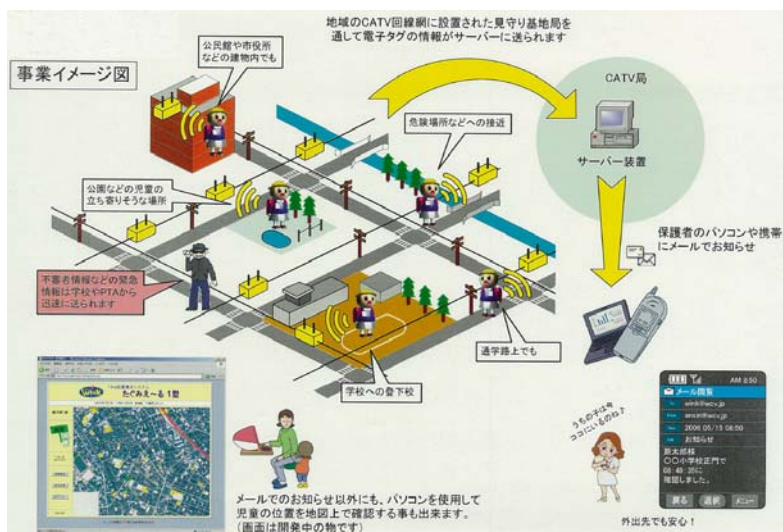 地域のCATV回線網に設置された見守り基地局を
通して電子タグの情報がサーバーに送られます
事業イメージ図
公民館や市役所
などの建物内でも
CATV局
サーバー装置
危険場所などへの接近
公園などの児童の
立ち寄りそうな場所
保護者のパソコンや携帯
にメールでお知らせ
不審者情報などの緊急
情報は学校やPTAから
迅速に送られます
通学路上でも
学校への登下校
たぐみえ~る 1型
うちの子は今
ココにいるのね♪
AM 8:50
メール閲覧
wink@wcv.jp
anzin@wcv.jp
2006 05/15 08:50
お知らせ
〇〇小学校正門で
08:49:35に
確認しました。
戻る 選択 メニュー
外出先でも安心!
メールでのお知らせ以外にも、パソコンを使用して
児童の位置を地図上で確認する事も出来ます。
(画面は開発中の物です)